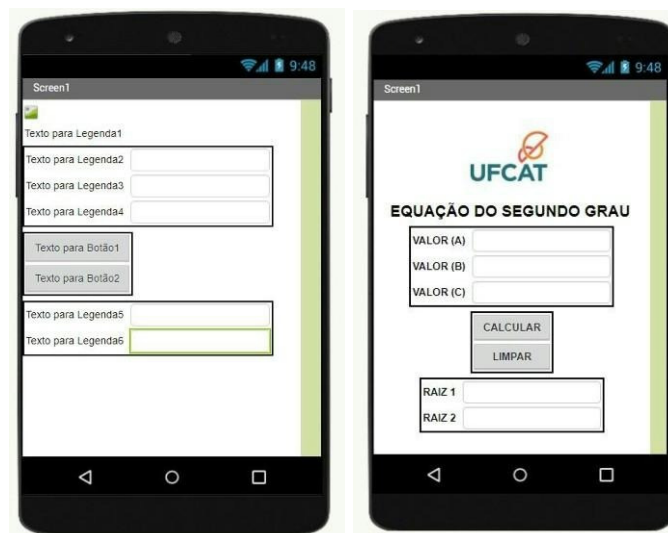 9:48
Screen1
Texto para Legenda1
Texto para Legenda2
Texto para Legenda3
Texto para Legenda4
Texto para Botão1
Texto para Botão2
Texto para Legenda5
Texto para Legenda6
9:48
Screen1
UFCAT
EQUAÇÃO DO SEGUNDO GRAU
VALOR (A)
VALOR (B)
VALOR (C)
CALCULAR
LIMPAR
RAIZ 1
RAIZ 2